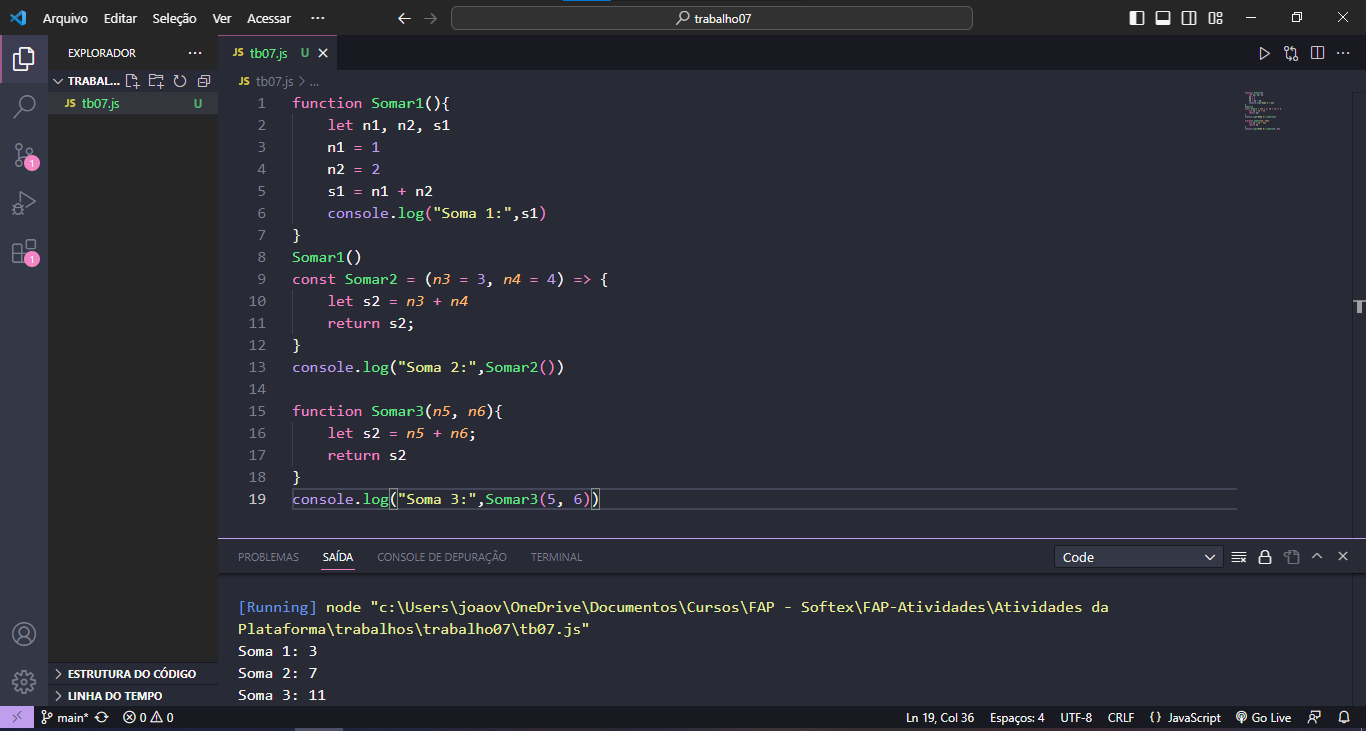 Arquivo Editar Seleção Ver Acessar ··· trabalho07
EXPLORADOR ···
TRABAL...
JS tb07.js U
ESTRUTURA DO CÓDIGO
LINHA DO TEMPO
1
1
JS tb07.js U
JS tb07.js > ...
1 function Somar1(){
2 let n1, n2, s1
3 n1 = 1
4 n2 = 2
5 s1 = n1 + n2
6 console.log("Soma 1:",s1)
7 }
8 Somar1()
9 const Somar2 = (n3 = 3, n4 = 4) => {
10 let s2 = n3 + n4
11 return s2;
12 }
13 console.log("Soma 2:",Somar2())
14
15 function Somar3(n5, n6){
16 let s2 = n5 + n6;
17 return s2
18 }
19 console.log("Soma 3:",Somar3(5, 6))
PROBLEMAS SAÍDA CONSOLE DE DEPURAÇÃO TERMINAL Code
[Running] node "c:\Users\joaov\OneDrive\Documentos\Cursos\FAP - Softex\FAP-Atividades\Atividades da
Plataforma\trabalhos\trabalho07\tb07.js"
Soma 1: 3
Soma 2: 7
Soma 3: 11
main* 0 0 Ln 19, Col 36 Espaços: 4 UTF-8 CRLF {} JavaScript Go Live